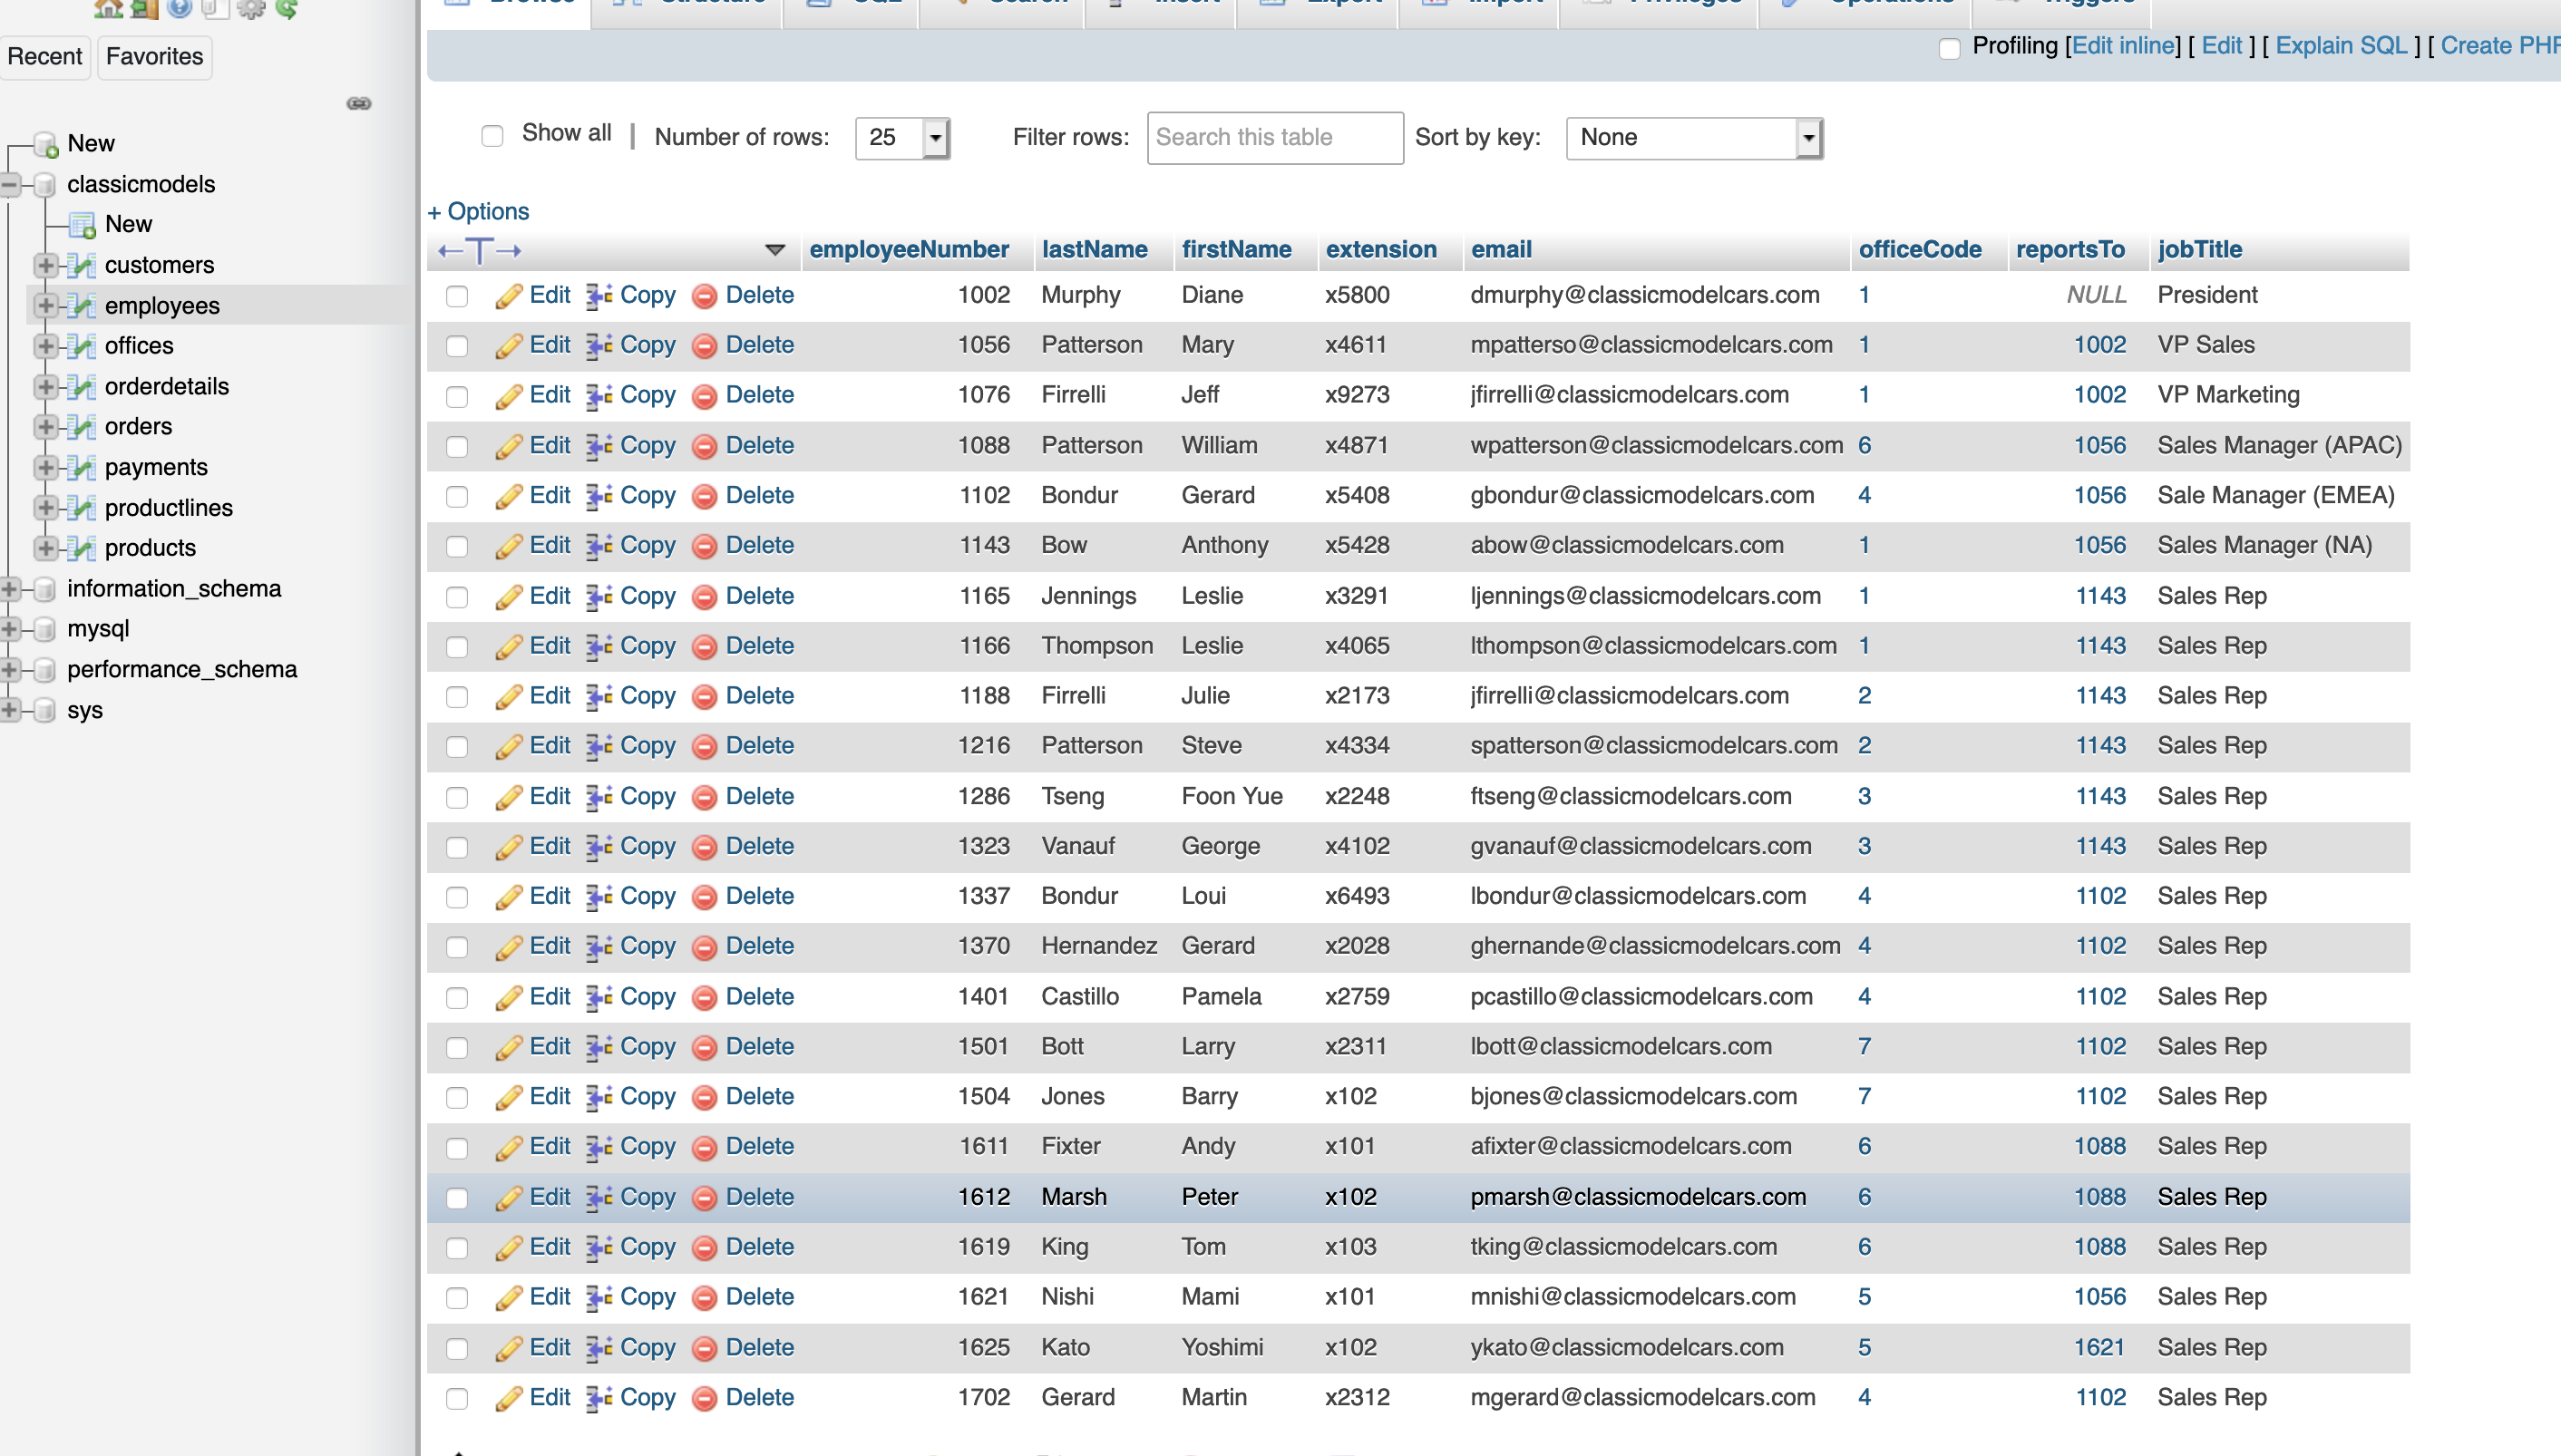 Browse Structure SQL Search Insert Export Import Privileges Operations Triggers
Profiling [Edit inline] [ Edit ] [ Explain SQL ] [ Create PHP
Recent Favorites
New
classicmodels
New
customers
employees
offices
orderdetails
orders
payments
productlines
products
information_schema
mysql
performance_schema
sys
Show all | Number of rows: 25 Filter rows: Search this table Sort by key: None
+ Options
←T→ employeeNumber lastName firstName extension email officeCode reportsTo jobTitle
Edit Copy Delete 1002 Murphy Diane x5800 dmurphy@classicmodelcars.com 1 NULL President
Edit Copy Delete 1056 Patterson Mary x4611 mpatterso@classicmodelcars.com 1 1002 VP Sales
Edit Copy Delete 1076 Firrelli Jeff x9273 jfirrelli@classicmodelcars.com 1 1002 VP Marketing
Edit Copy Delete 1088 Patterson William x4871 wpatterson@classicmodelcars.com 6 1056 Sales Manager (APAC)
Edit Copy Delete 1102 Bondur Gerard x5408 gbondur@classicmodelcars.com 4 1056 Sale Manager (EMEA)
Edit Copy Delete 1143 Bow Anthony x5428 abow@classicmodelcars.com 1 1056 Sales Manager (NA)
Edit Copy Delete 1165 Jennings Leslie x3291 ljennings@classicmodelcars.com 1 1143 Sales Rep
Edit Copy Delete 1166 Thompson Leslie x4065 lthompson@classicmodelcars.com 1 1143 Sales Rep
Edit Copy Delete 1188 Firrelli Julie x2173 jfirrelli@classicmodelcars.com 2 1143 Sales Rep
Edit Copy Delete 1216 Patterson Steve x4334 spatterson@classicmodelcars.com 2 1143 Sales Rep
Edit Copy Delete 1286 Tseng Foon Yue x2248 ftseng@classicmodelcars.com 3 1143 Sales Rep
Edit Copy Delete 1323 Vanauf George x4102 gvanauf@classicmodelcars.com 3 1143 Sales Rep
Edit Copy Delete 1337 Bondur Loui x6493 lbondur@classicmodelcars.com 4 1102 Sales Rep
Edit Copy Delete 1370 Hernandez Gerard x2028 ghernande@classicmodelcars.com 4 1102 Sales Rep
Edit Copy Delete 1401 Castillo Pamela x2759 pcastillo@classicmodelcars.com 4 1102 Sales Rep
Edit Copy Delete 1501 Bott Larry x2311 lbott@classicmodelcars.com 7 1102 Sales Rep
Edit Copy Delete 1504 Jones Barry x102 bjones@classicmodelcars.com 7 1102 Sales Rep
Edit Copy Delete 1611 Fixter Andy x101 afixter@classicmodelcars.com 6 1088 Sales Rep
Edit Copy Delete 1612 Marsh Peter x102 pmarsh@classicmodelcars.com 6 1088 Sales Rep
Edit Copy Delete 1619 King Tom x103 tking@classicmodelcars.com 6 1088 Sales Rep
Edit Copy Delete 1621 Nishi Mami x101 mnishi@classicmodelcars.com 5 1056 Sales Rep
Edit Copy Delete 1625 Kato Yoshimi x102 ykato@classicmodelcars.com 5 1621 Sales Rep
Edit Copy Delete 1702 Gerard Martin x2312 mgerard@classicmodelcars.com 4 1102 Sales Rep